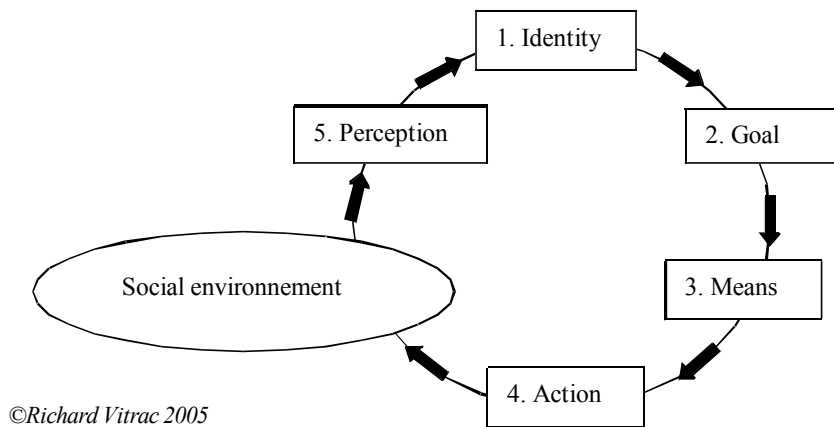 1. Identity
2. Goal
3. Means
4. Action
Social environnement
5. Perception
©Richard Vitrac 2005